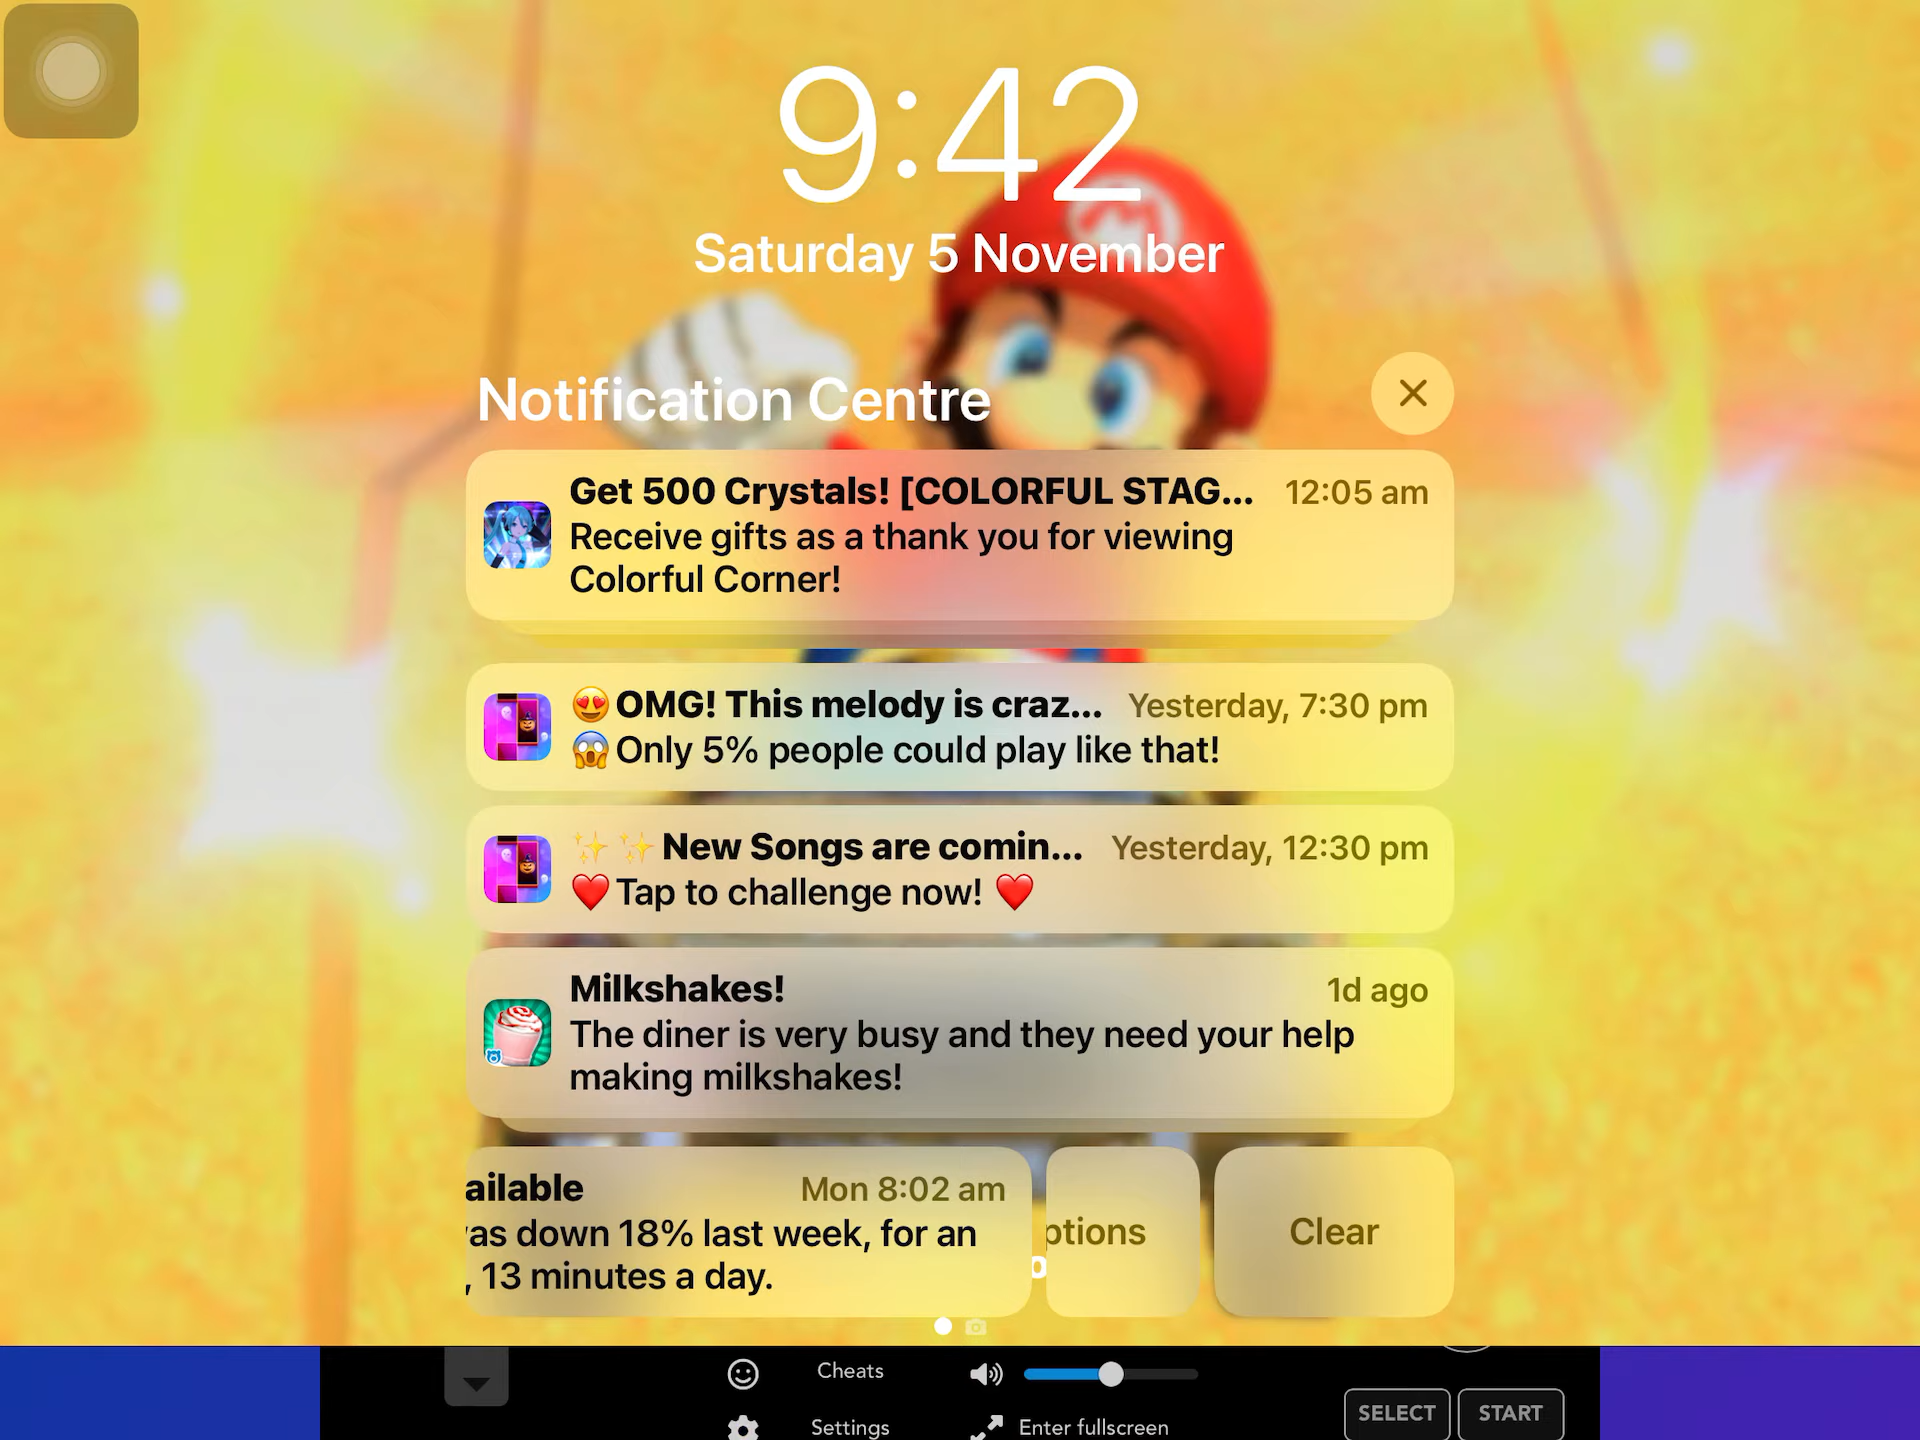 9:42
Saturday 5 November
Notification Centre
Get 500 Crystals! [COLORFUL STAG... 12:05 am
Receive gifts as a thank you for viewing
Colorful Corner!
😍OMG! This melody is craz... Yesterday, 7:30 pm
😱Only 5% people could play like that!
✨ ✨New Songs are comin... Yesterday, 12:30 pm
❤️Tap to challenge now! ❤️
Milkshakes! 1d ago
The diner is very busy and they need your help
making milkshakes!
ailable Mon 8:02 am
as down 18% last week, for an
, 13 minutes a day.
ptions
Clear
Cheats
Settings
Enter fullscreen
SELECT
START